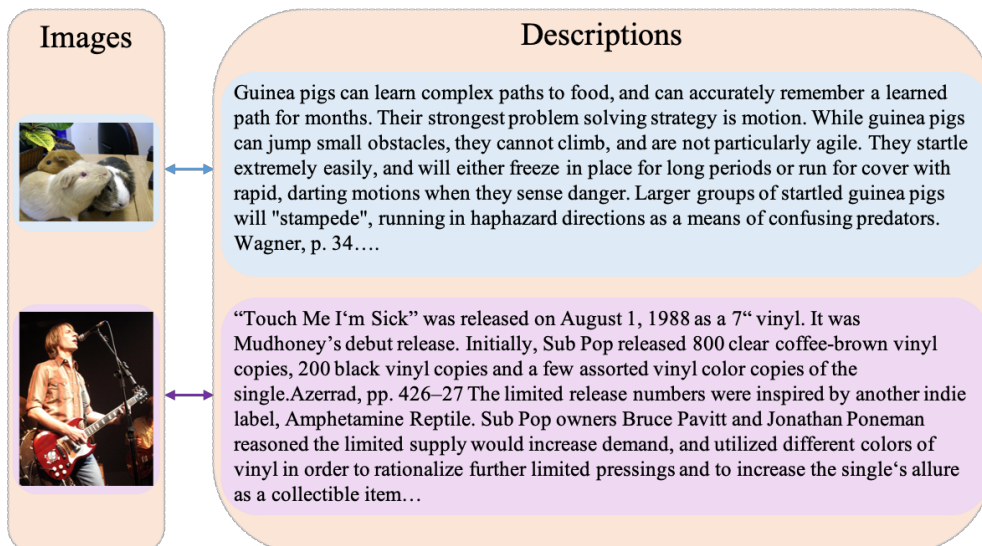 Images
Descriptions
Guinea pigs can learn complex paths to food, and can accurately remember a learned
path for months. Their strongest problem solving strategy is motion. While guinea pigs
can jump small obstacles, they cannot climb, and are not particularly agile. They startle
extremely easily, and will either freeze in place for long periods or run for cover with
rapid, darting motions when they sense danger. Larger groups of startled guinea pigs
will "stampede", running in haphazard directions as a means of confusing predators.
Wagner, p. 34….
“Touch Me I‘m Sick” was released on August 1, 1988 as a 7“ vinyl. It was
Mudhoney’s debut release. Initially, Sub Pop released 800 clear coffee-brown vinyl
copies, 200 black vinyl copies and a few assorted vinyl color copies of the
single.Azerrad, pp. 426–27 The limited release numbers were inspired by another indie
label, Amphetamine Reptile. Sub Pop owners Bruce Pavitt and Jonathan Poneman
reasoned the limited supply would increase demand, and utilized different colors of
vinyl in order to rationalize further limited pressings and to increase the single‘s allure
as a collectible item…